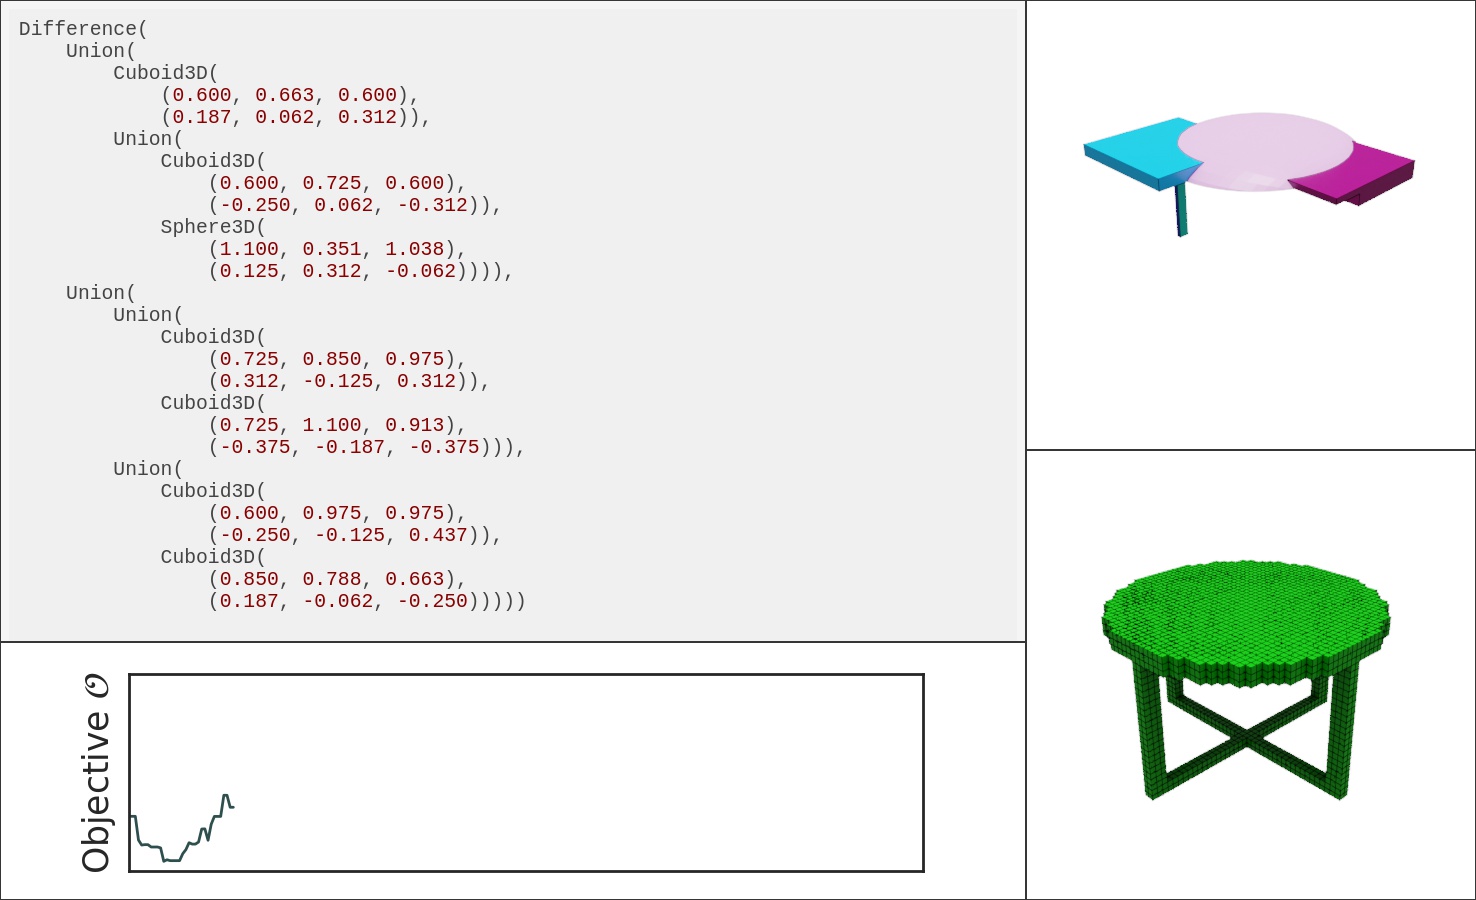 Difference(
    Union(
        Cuboid3D(
            (0.600, 0.663, 0.600),
            (0.187, 0.062, 0.312)),
        Union(
            Cuboid3D(
                (0.600, 0.725, 0.600),
                (-0.250, 0.062, -0.312)),
            Sphere3D(
                (1.100, 0.351, 1.038),
                (0.125, 0.312, -0.062)))),
    Union(
        Union(
            Cuboid3D(
                (0.725, 0.850, 0.975),
                (0.312, -0.125, 0.312)),
            Cuboid3D(
                (0.725, 1.100, 0.913),
                (-0.375, -0.187, -0.375))),
        Union(
            Cuboid3D(
                (0.600, 0.975, 0.975),
                (-0.250, -0.125, 0.437)),
            Cuboid3D(
                (0.850, 0.788, 0.663),
                (0.187, -0.062, -0.250)))))
Objective 𝒪